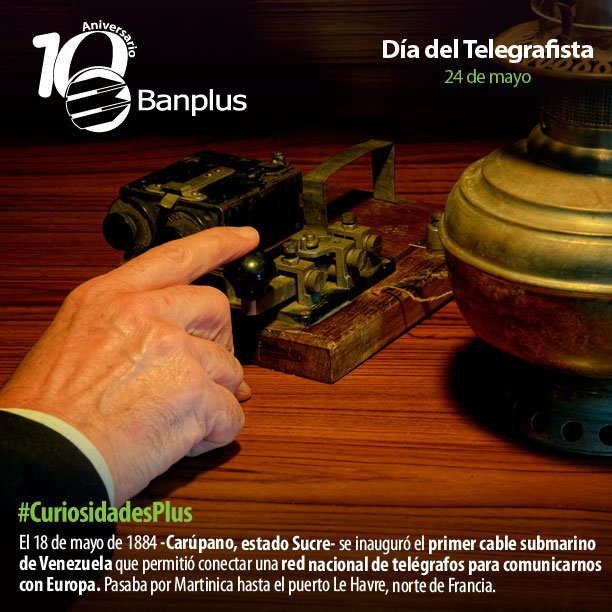 Aniversario
10
Banplus
Día del Telegrafista
24 de mayo
#CuriosidadesPlus
El 18 de mayo de 1884 -Carúpano, estado Sucre- se inauguró el primer cable submarino
de Venezuela que permitió conectar una red nacional de telégrafos para comunicarnos
con Europa. Pasaba por Martinica hasta el puerto Le Havre, norte de Francia.